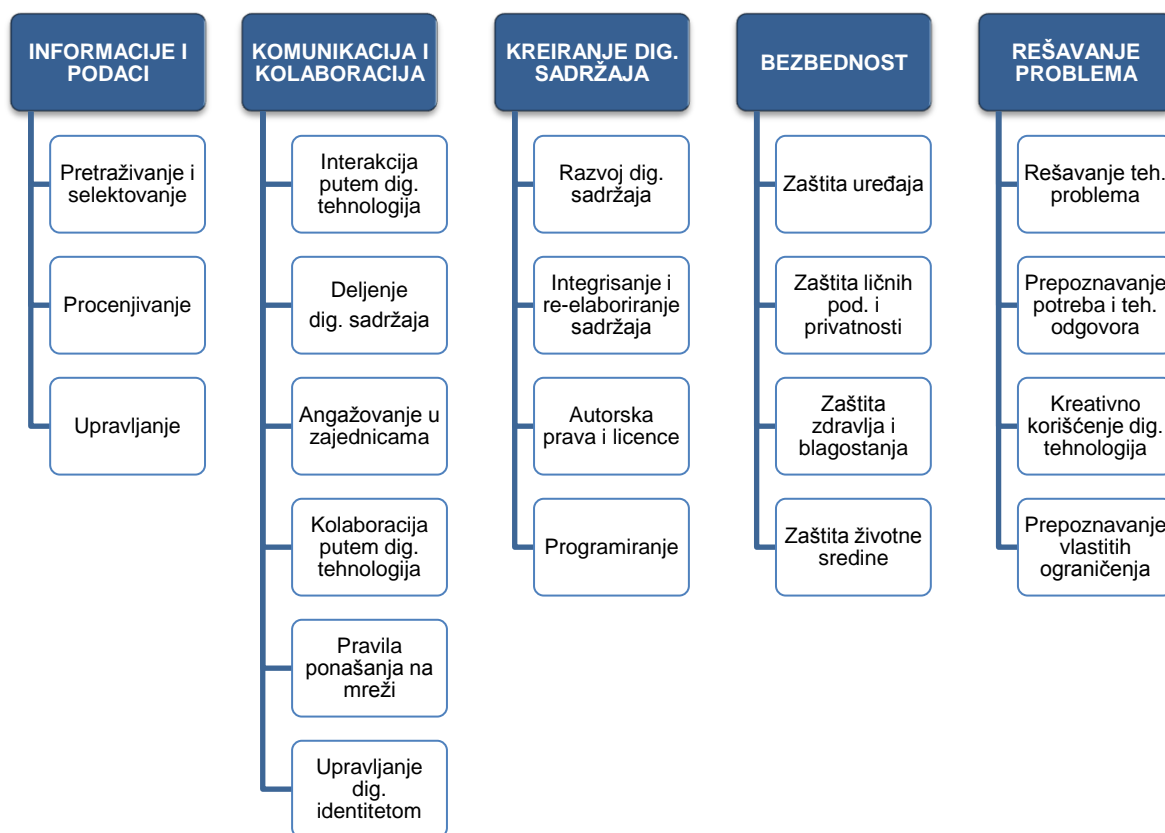 INFORMACIJE I
PODACI
Pretraživanje i
selektovanje
Procenjivanje
Upravljanje
KOMUNIKACIJA I
KOLABORACIJA
Interakcija
putem dig.
tehnologija
Deljenje
dig. sadržaja
Angažovanje u
zajednicama
Kolaboracija
putem dig.
tehnologija
Pravila
ponašanja na
mreži
Upravljanje
dig.
identitetom
KREIRANJE DIG.
SADRŽAJA
Razvoj dig.
sadržaja
Integrisanje i
re-elaboriranje
sadržaja
Autorska
prava i licence
Programiranje
BEZBEDNOST
Zaštita uređaja
Zaštita ličnih
pod. i
privatnosti
Zaštita
zdravlja i
blagostanja
Zaštita životne
sredine
REŠAVANJE
PROBLEMA
Rešavanje teh.
problema
Prepoznavanje
potreba i teh.
odgovora
Kreativno
korišćenje dig.
tehnologija
Prepoznavanje
vlastitih
ograničenja